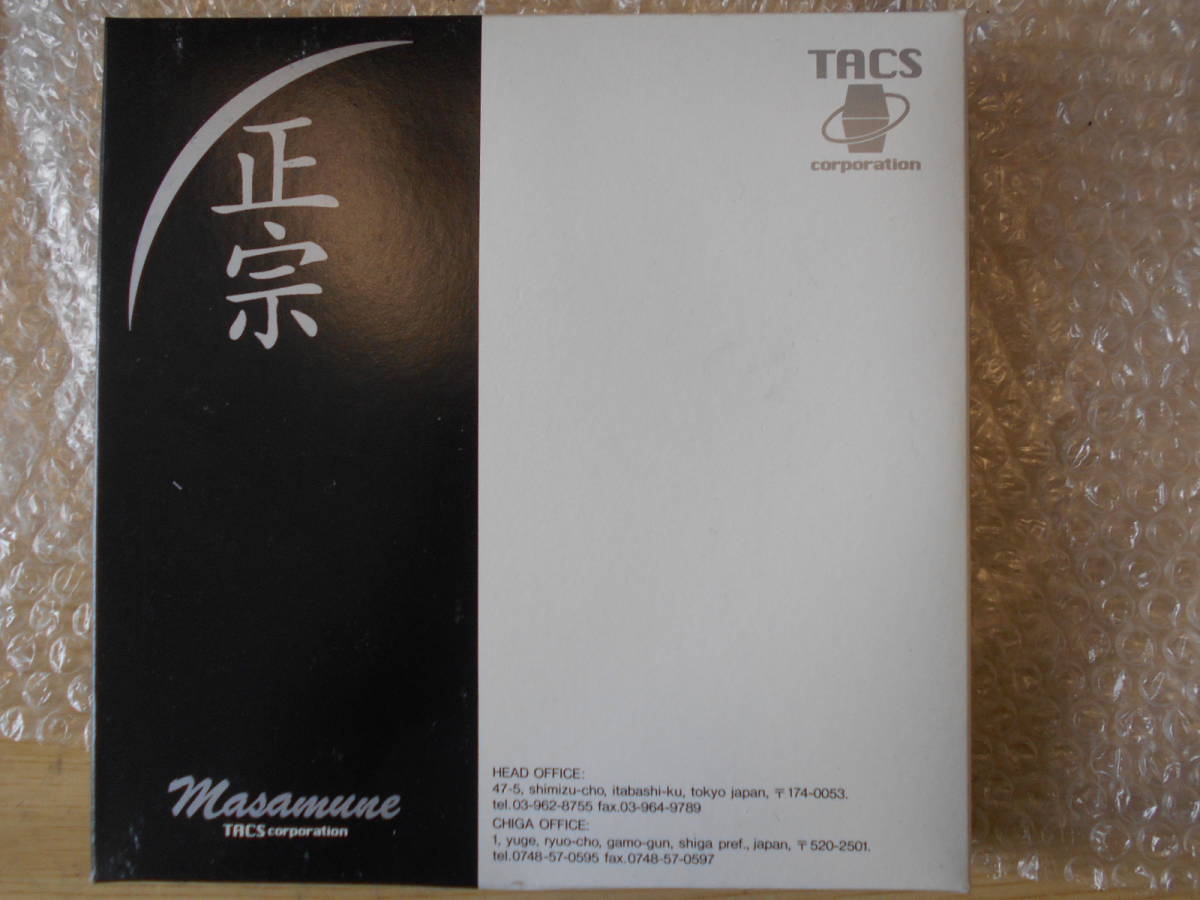 正宗
Masamune
TACS corporation
TACS
corporation
HEAD OFFICE:
47-5, shimizu-cho, itabashi-ku, tokyo japan, 〒174-0053.
tel.03-962-8755 fax.03-964-9789
CHIGA OFFICE:
1, yuge, ryuo-cho, gamo-gun, shiga pref., japan, 〒520-2501.
tel.0748-57-0595 fax.0748-57-0597